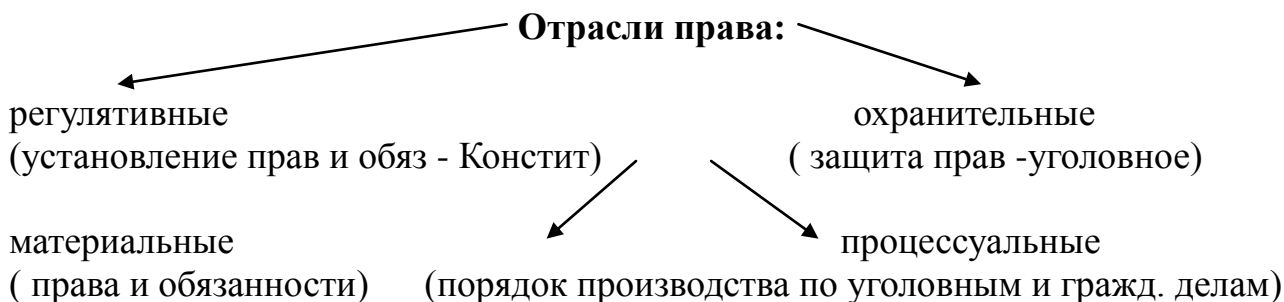 Отрасли права:
регулятивные охранительные
(установление прав и обяз - Констит) ( защита прав -уголовное)
материальные процессуальные
( права и обязанности) (порядок производства по уголовным и гражд. делам)